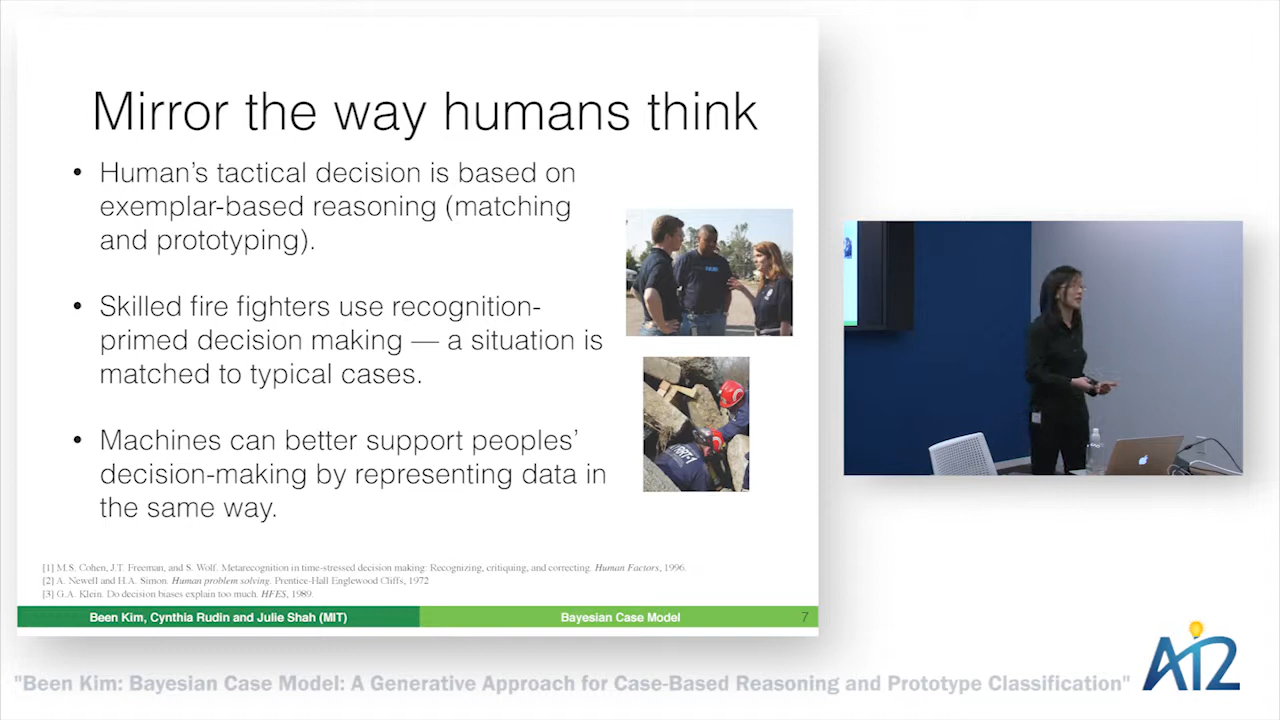 Mirror the way humans think
• Human’s tactical decision is based on
exemplar-based reasoning (matching
and prototyping).
• Skilled fire fighters use recognition-
primed decision making — a situation is
matched to typical cases.
• Machines can better support peoples’
decision-making by representing data in
the same way.
[1] M.S. Cohen, J.T. Freeman, and S. Wolf. Metarecognition in time-stressed decision making: Recognizing, critiquing, and correcting. Human Factors, 1996.
[2] A. Newell and H.A. Simon. Human problem solving. Prentice-Hall Englewood Cliffs, 1972
[3] G.A. Klein. Do decision biases explain too much. HFES, 1989.
Been Kim, Cynthia Rudin and Julie Shah (MIT) Bayesian Case Model 7
"Been Kim: Bayesian Case Model: A Generative Approach for Case-Based Reasoning and Prototype Classification"
AI2